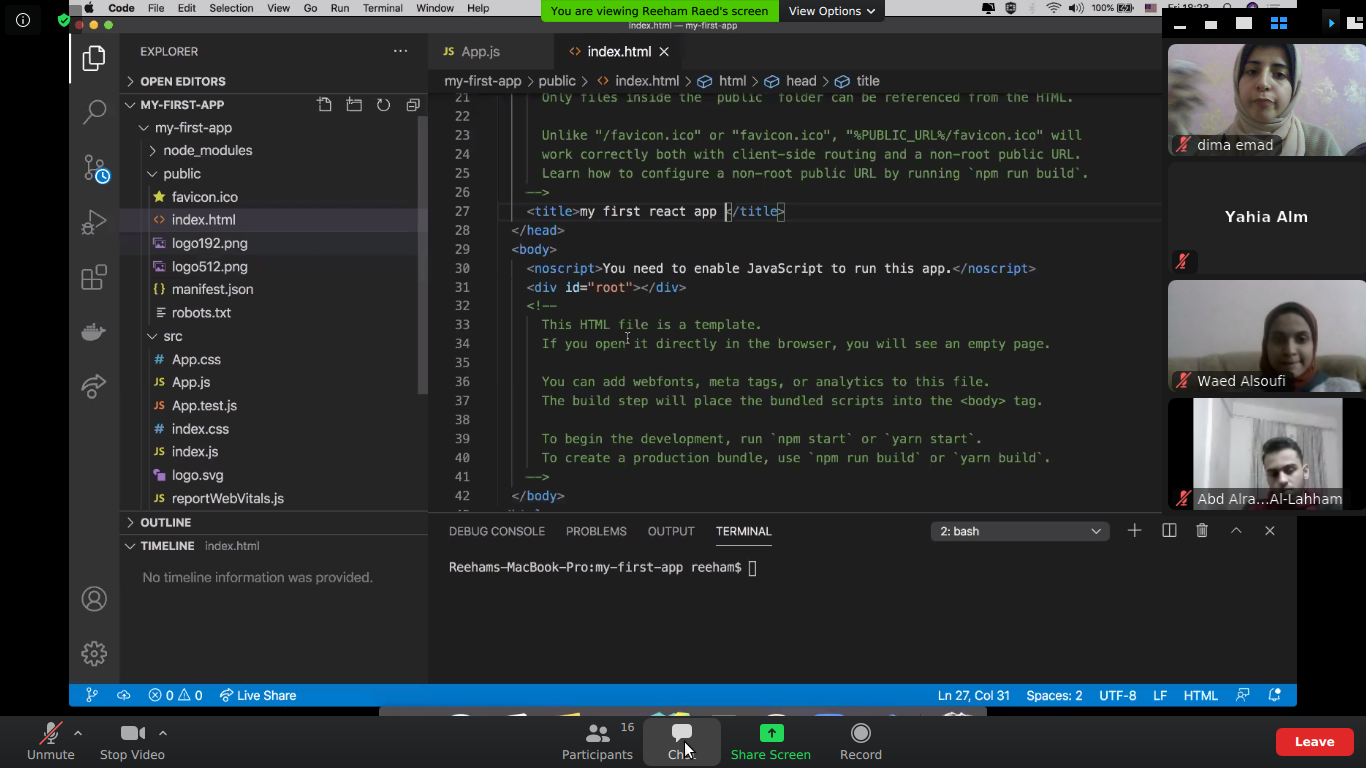 Code File Edit Selection View Go Run Terminal Window Help
You are viewing Reeham Raed's screen
View Options
100%
Fri 18:23
index.html — my-first-app
EXPLORER
OPEN EDITORS
MY-FIRST-APP
my-first-app
node_modules
public
favicon.ico
index.html
logo192.png
logo512.png
manifest.json
robots.txt
src
App.css
App.js
App.test.js
index.css
index.js
logo.svg
reportWebVitals.js
OUTLINE
TIMELINE index.html
No timeline information was provided.
JS App.js
<> index.html
my-first-app > public > <> index.html > html > head > title
21 Only files inside the `public` folder can be referenced from the HTML.
22
23 Unlike "/favicon.ico" or "favicon.ico", "%PUBLIC_URL%/favicon.ico" will
24 work correctly both with client-side routing and a non-root public URL.
25 Learn how to configure a non-root public URL by running `npm run build`.
26 -->
27 <title>my first react app </title>
28 </head>
29 <body>
30 <noscript>You need to enable JavaScript to run this app.</noscript>
31 <div id="root"></div>
32 <!--
33 This HTML file is a template.
34 If you open it directly in the browser, you will see an empty page.
35
36 You can add webfonts, meta tags, or analytics to this file.
37 The build step will place the bundled scripts into the <body> tag.
38
39 To begin the development, run `npm start` or `yarn start`.
40 To create a production bundle, use `npm run build` or `yarn build`.
41 -->
42 </body>
DEBUG CONSOLE PROBLEMS OUTPUT TERMINAL
2: bash
Reehams-MacBook-Pro:my-first-app reeham$
0 0 Live Share
Ln 27, Col 31 Spaces: 2 UTF-8 LF HTML
dima emad
Yahia Alm
Waed Alsoufi
Abd Alra...Al-Lahham
Unmute
Stop Video
Participants 16
Chat
Share Screen
Record
Leave